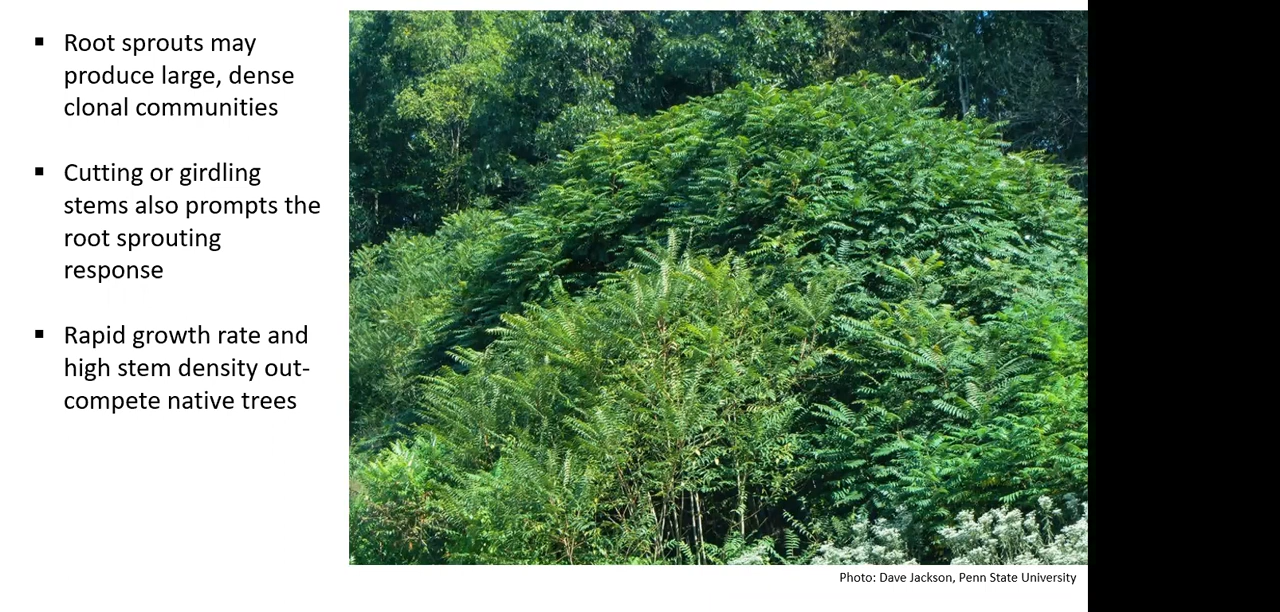 ▪ Root sprouts may
produce large, dense
clonal communities
▪ Cutting or girdling
stems also prompts the
root sprouting
response
▪ Rapid growth rate and
high stem density out-
compete native trees
Photo: Dave Jackson, Penn State University